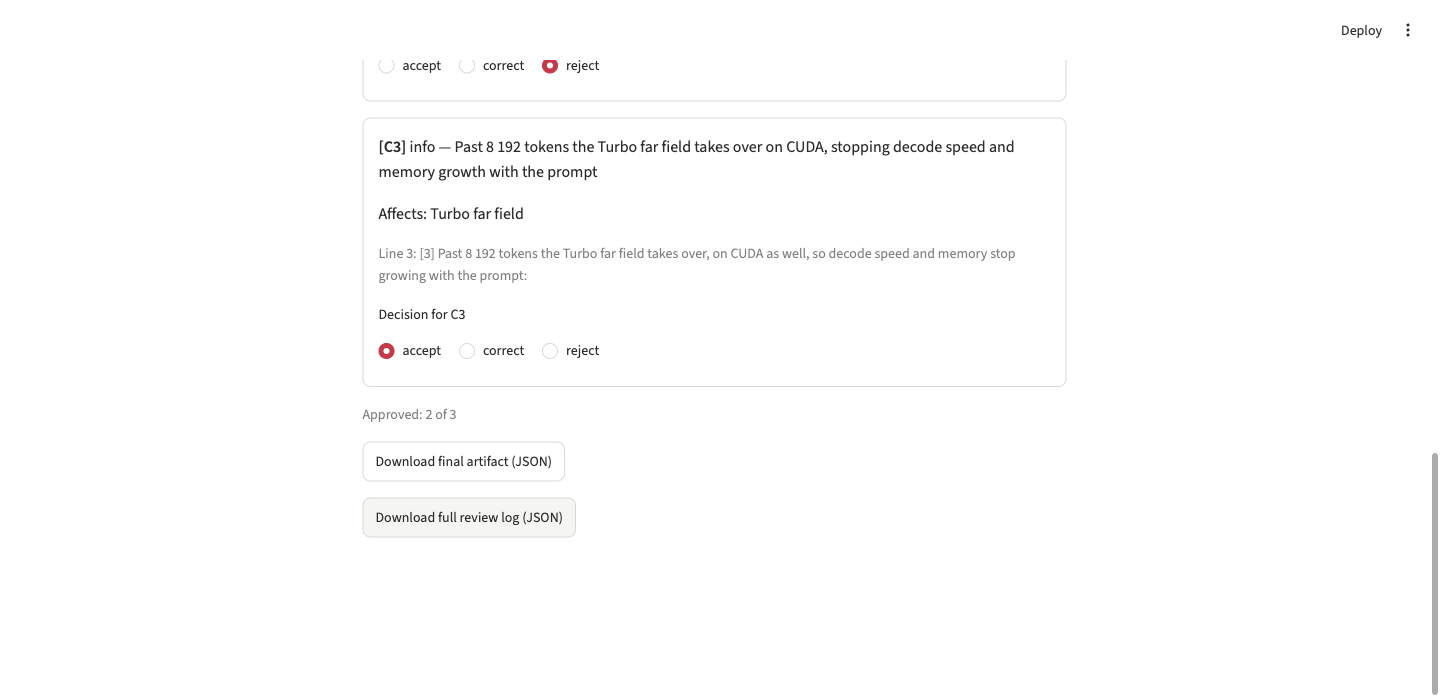 Deploy
accept correct reject
[C3] info — Past 8 192 tokens the Turbo far field takes over on CUDA, stopping decode speed and
memory growth with the prompt
Affects: Turbo far field
Line 3: [3] Past 8 192 tokens the Turbo far field takes over, on CUDA as well, so decode speed and memory stop
growing with the prompt:
Decision for C3
accept correct reject
Approved: 2 of 3
Download final artifact (JSON)
Download full review log (JSON)